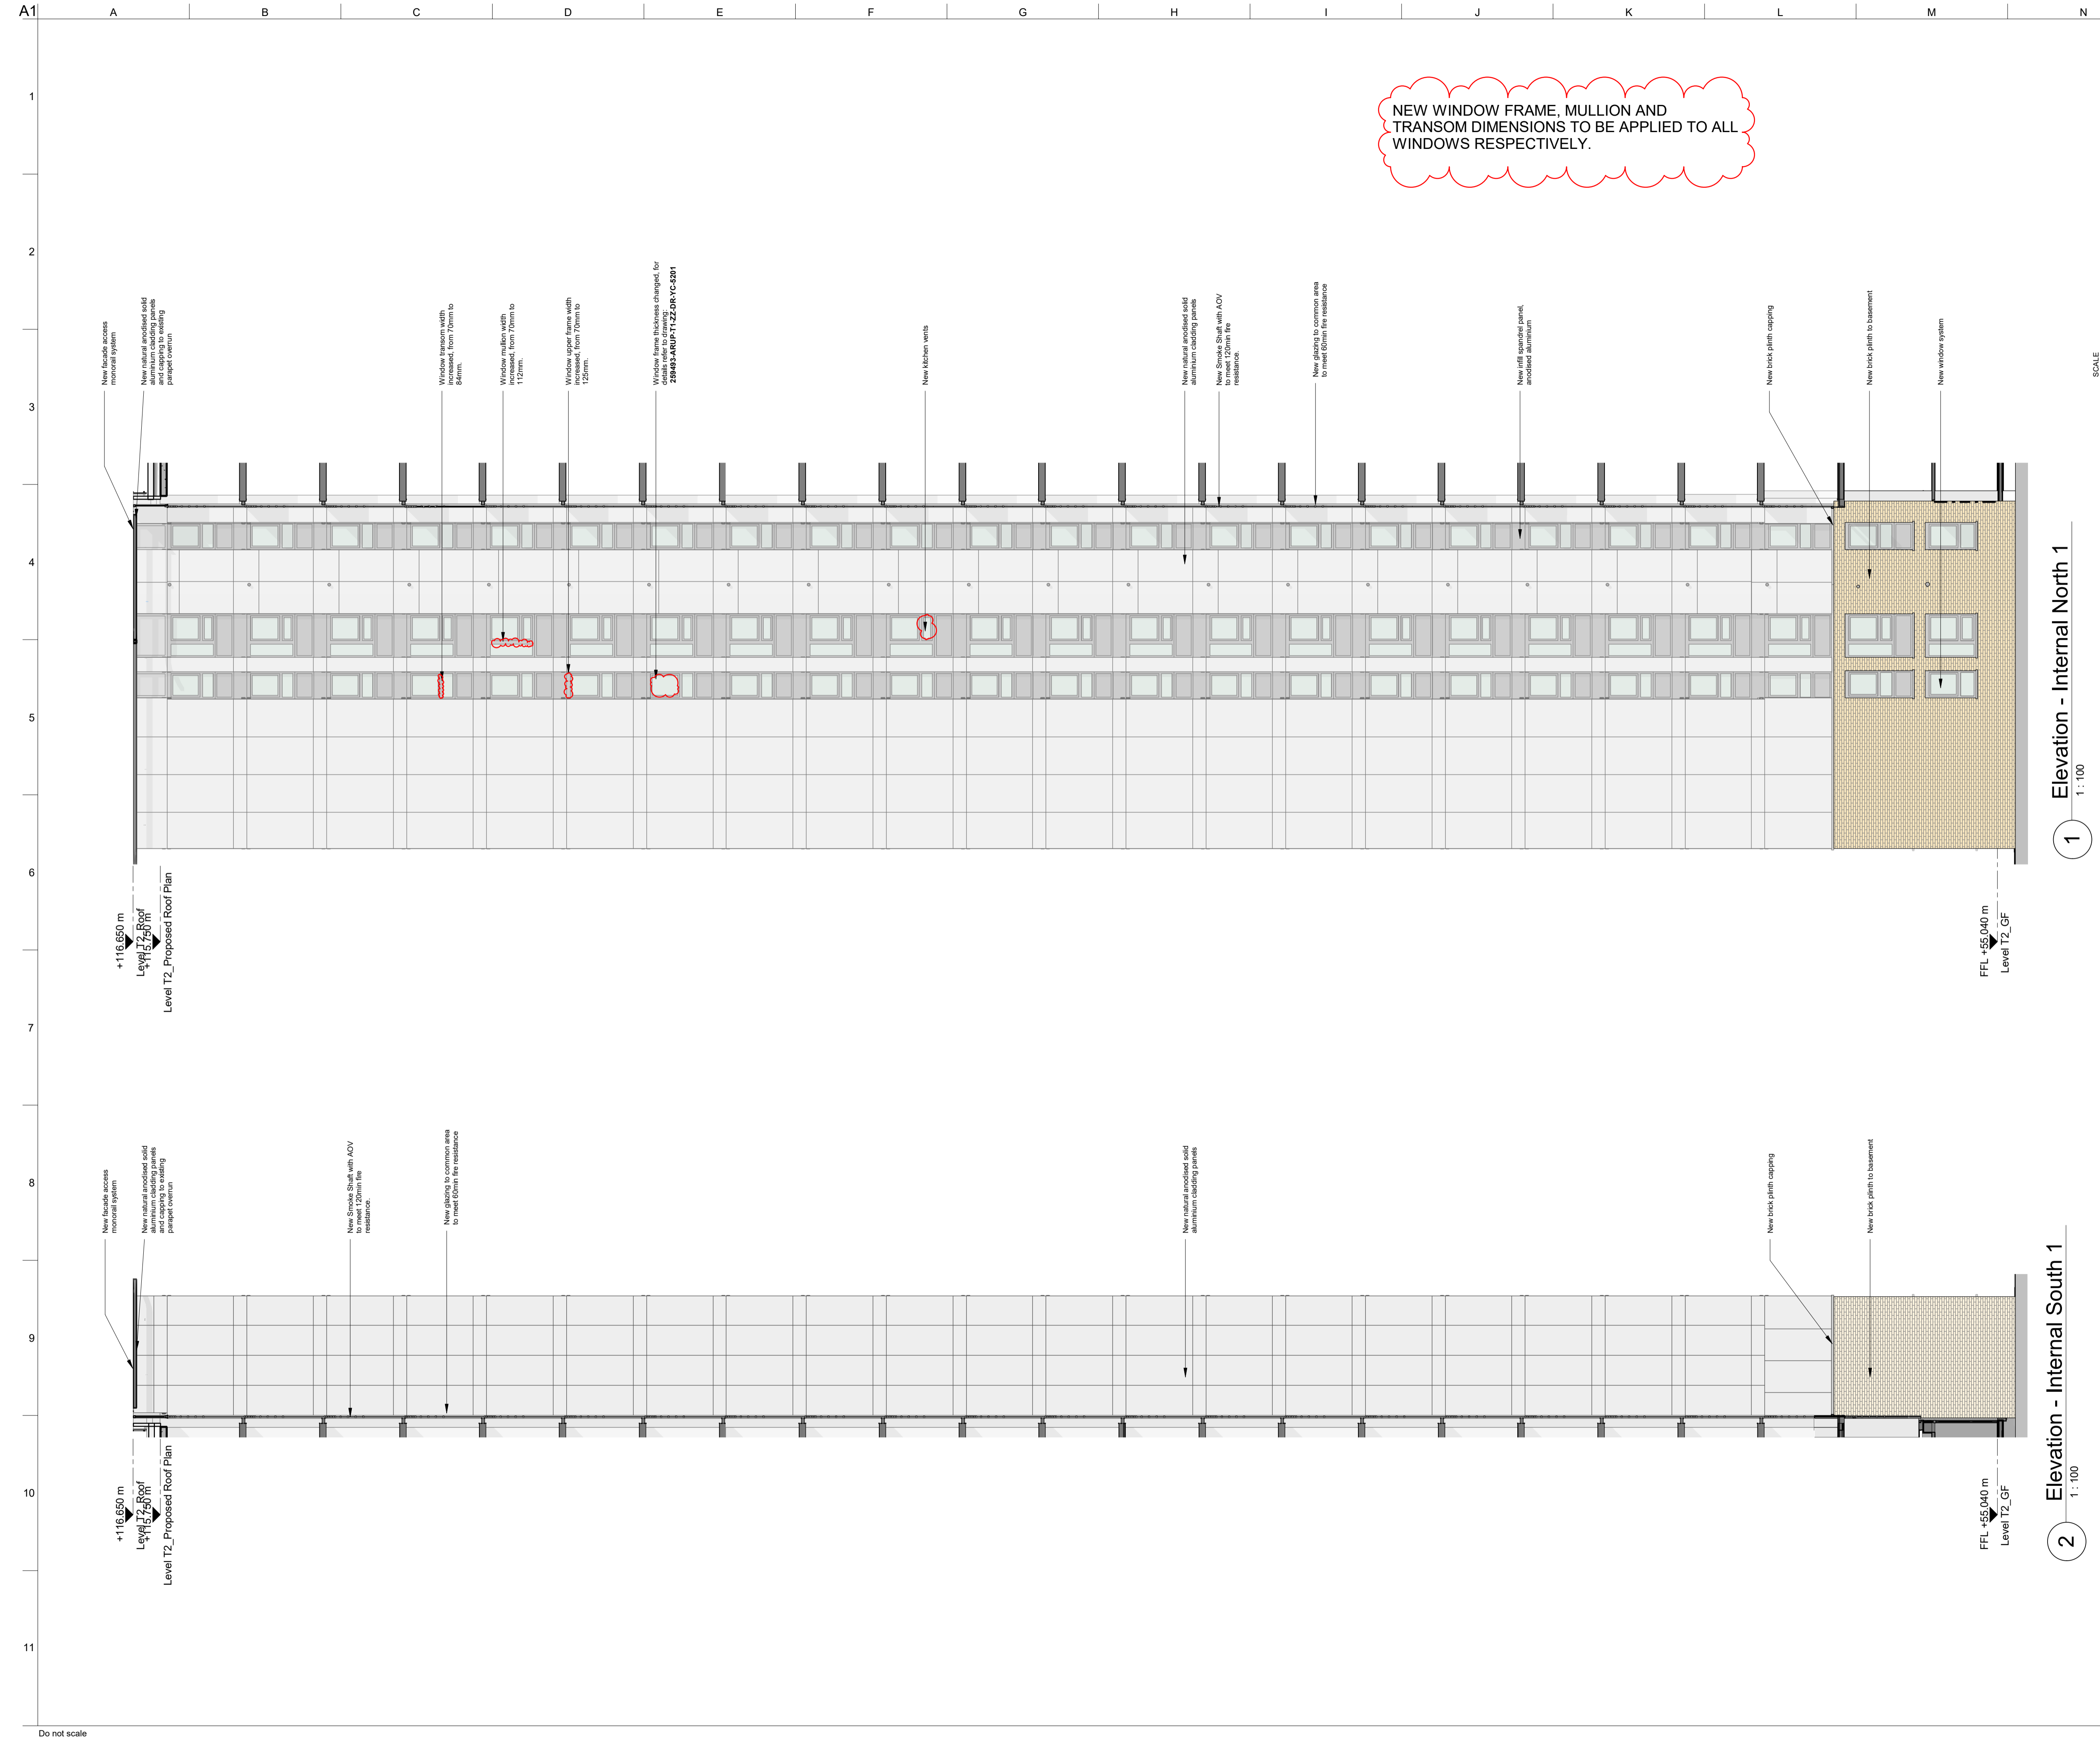 A1
A B C D E F G H I J K L M N
1
NEW WINDOW FRAME, MULLION AND
TRANSOM DIMENSIONS TO BE APPLIED TO ALL
WINDOWS RESPECTIVELY.
2
New facade access
monorail system
New natural anodised solid
aluminium cladding panels
and capping to existing
parapet overrun
Window transom width
increased, from 70mm to
84mm.
Window mullion width
increased, from 70mm to
112mm.
Window upper frame width
increased, from 70mm to
125mm.
Window frame thickness changed, for
details refer to drawing:
259493-ARUP-T1-ZZ-DR-YC-5201
New kitchen vents
New natural anodised solid
aluminium cladding panels
New Smoke Shaft with AOV
to meet 120min fire
resistance.
New glazing to common area
to meet 60min fire resistance
New infill spandrel panel,
anodised aluminium
New brick plinth capping
New brick plinth to basement
New window system
SCALE
3
4
5
6
Elevation - Internal North 1
1 : 100
1
+116.650 m
Level T2_Roof
+115.750 m
Level T2_Proposed Roof Plan
FFL +55.040 m
Level T2_GF
7
8
New facade access
monorail system
New natural anodised solid
aluminium cladding panels
and capping to existing
parapet overrun
New Smoke Shaft with AOV
to meet 120min fire
resistance.
New glazing to common area
to meet 60min fire resistance
New natural anodised solid
aluminium cladding panels
New brick plinth capping
New brick plinth to basement
9
10
Elevation - Internal South 1
1 : 100
2
+116.650 m
Level T2_Roof
+115.750 m
Level T2_Proposed Roof Plan
FFL +55.040 m
Level T2_GF
11
Do not scale